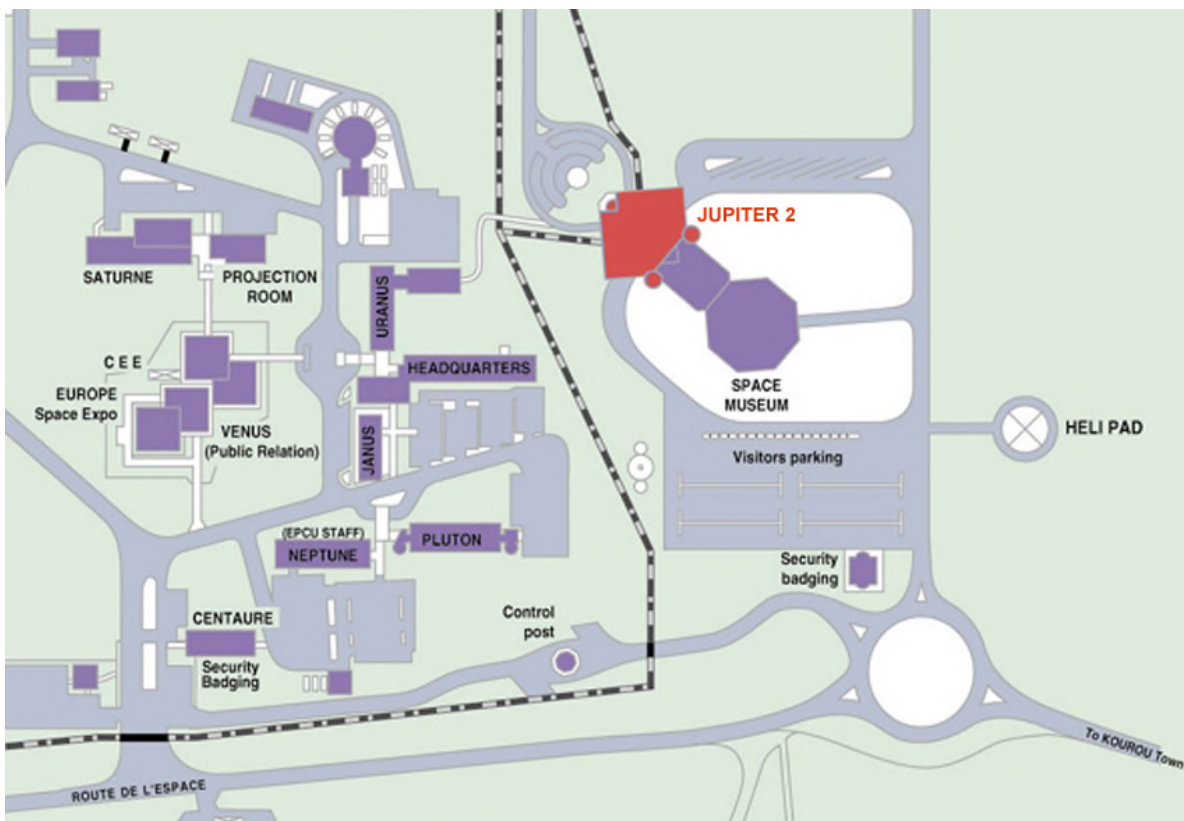 JUPITER 2
SATURNE
PROJECTION
ROOM
URANUS
C E E
HEADQUARTERS
EUROPE
Space Expo
SPACE
MUSEUM
VENUS
(Public Relation)
JANUS
HELI PAD
Visitors parking
(EPCU STAFF)
NEPTUNE
PLUTON
Security
badging
CENTAURE
Control
post
Security
Badging
To KOUROU Town
ROUTE DE L'ESPACE